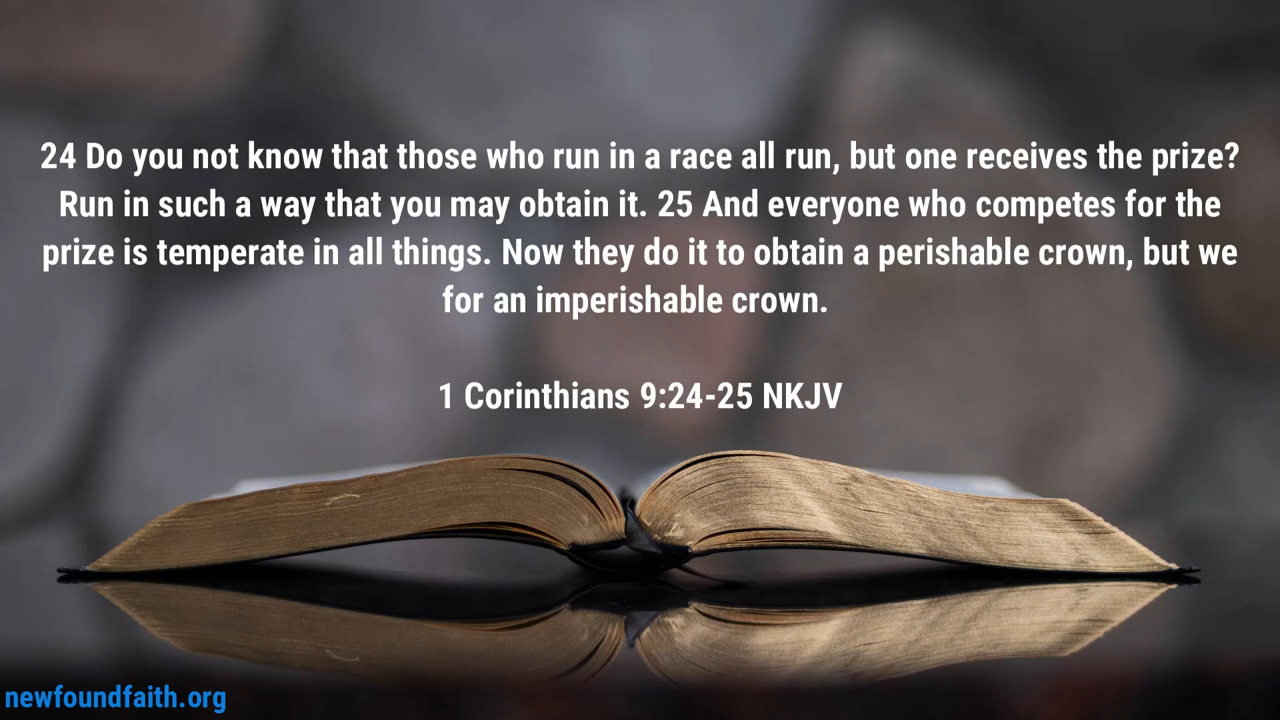 24 Do you not know that those who run in a race all run, but one receives the prize?
Run in such a way that you may obtain it. 25 And everyone who competes for the
prize is temperate in all things. Now they do it to obtain a perishable crown, but we
for an imperishable crown.
1 Corinthians 9:24-25 NKJV
newfoundfaith.org